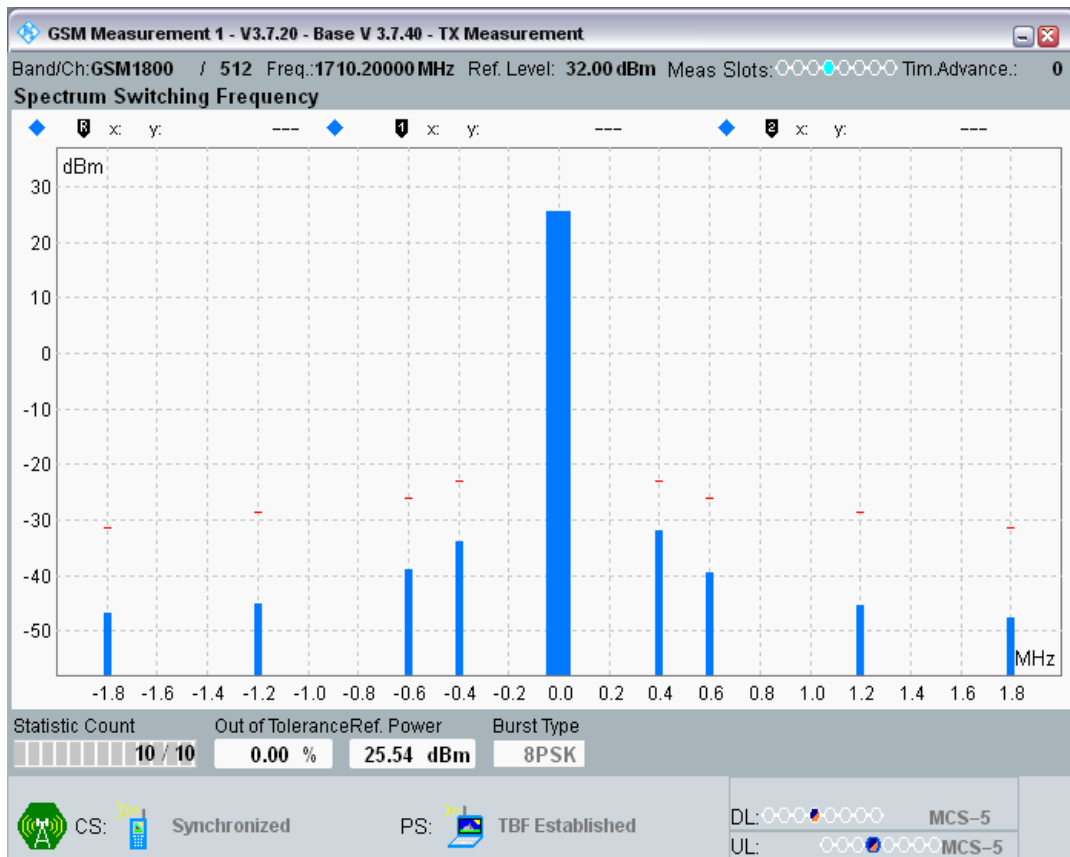 GSM Measurement 1 - V3.7.20 - Base V 3.7.40 - TX Measurement
Band/Ch:GSM1800 / 512 Freq.:1710.20000 MHz Ref. Level: 32.00 dBm Meas Slots: Tim.Advance.: 0
Spectrum Switching Frequency
R x: y: --- 1 x: y: --- 2 x: y: ---
dBm
30
20
10
0
-10
-20
-30
-40
-50
MHz
-1.8 -1.6 -1.4 -1.2 -1.0 -0.8 -0.6 -0.4 -0.2 0.0 0.2 0.4 0.6 0.8 1.0 1.2 1.4 1.6 1.8
Statistic Count Out of Tolerance Ref. Power Burst Type
10 / 10 0.00 % 25.54 dBm 8PSK
CS: Synchronized PS: TBF Established DL: MCS-5
UL: MCS-5